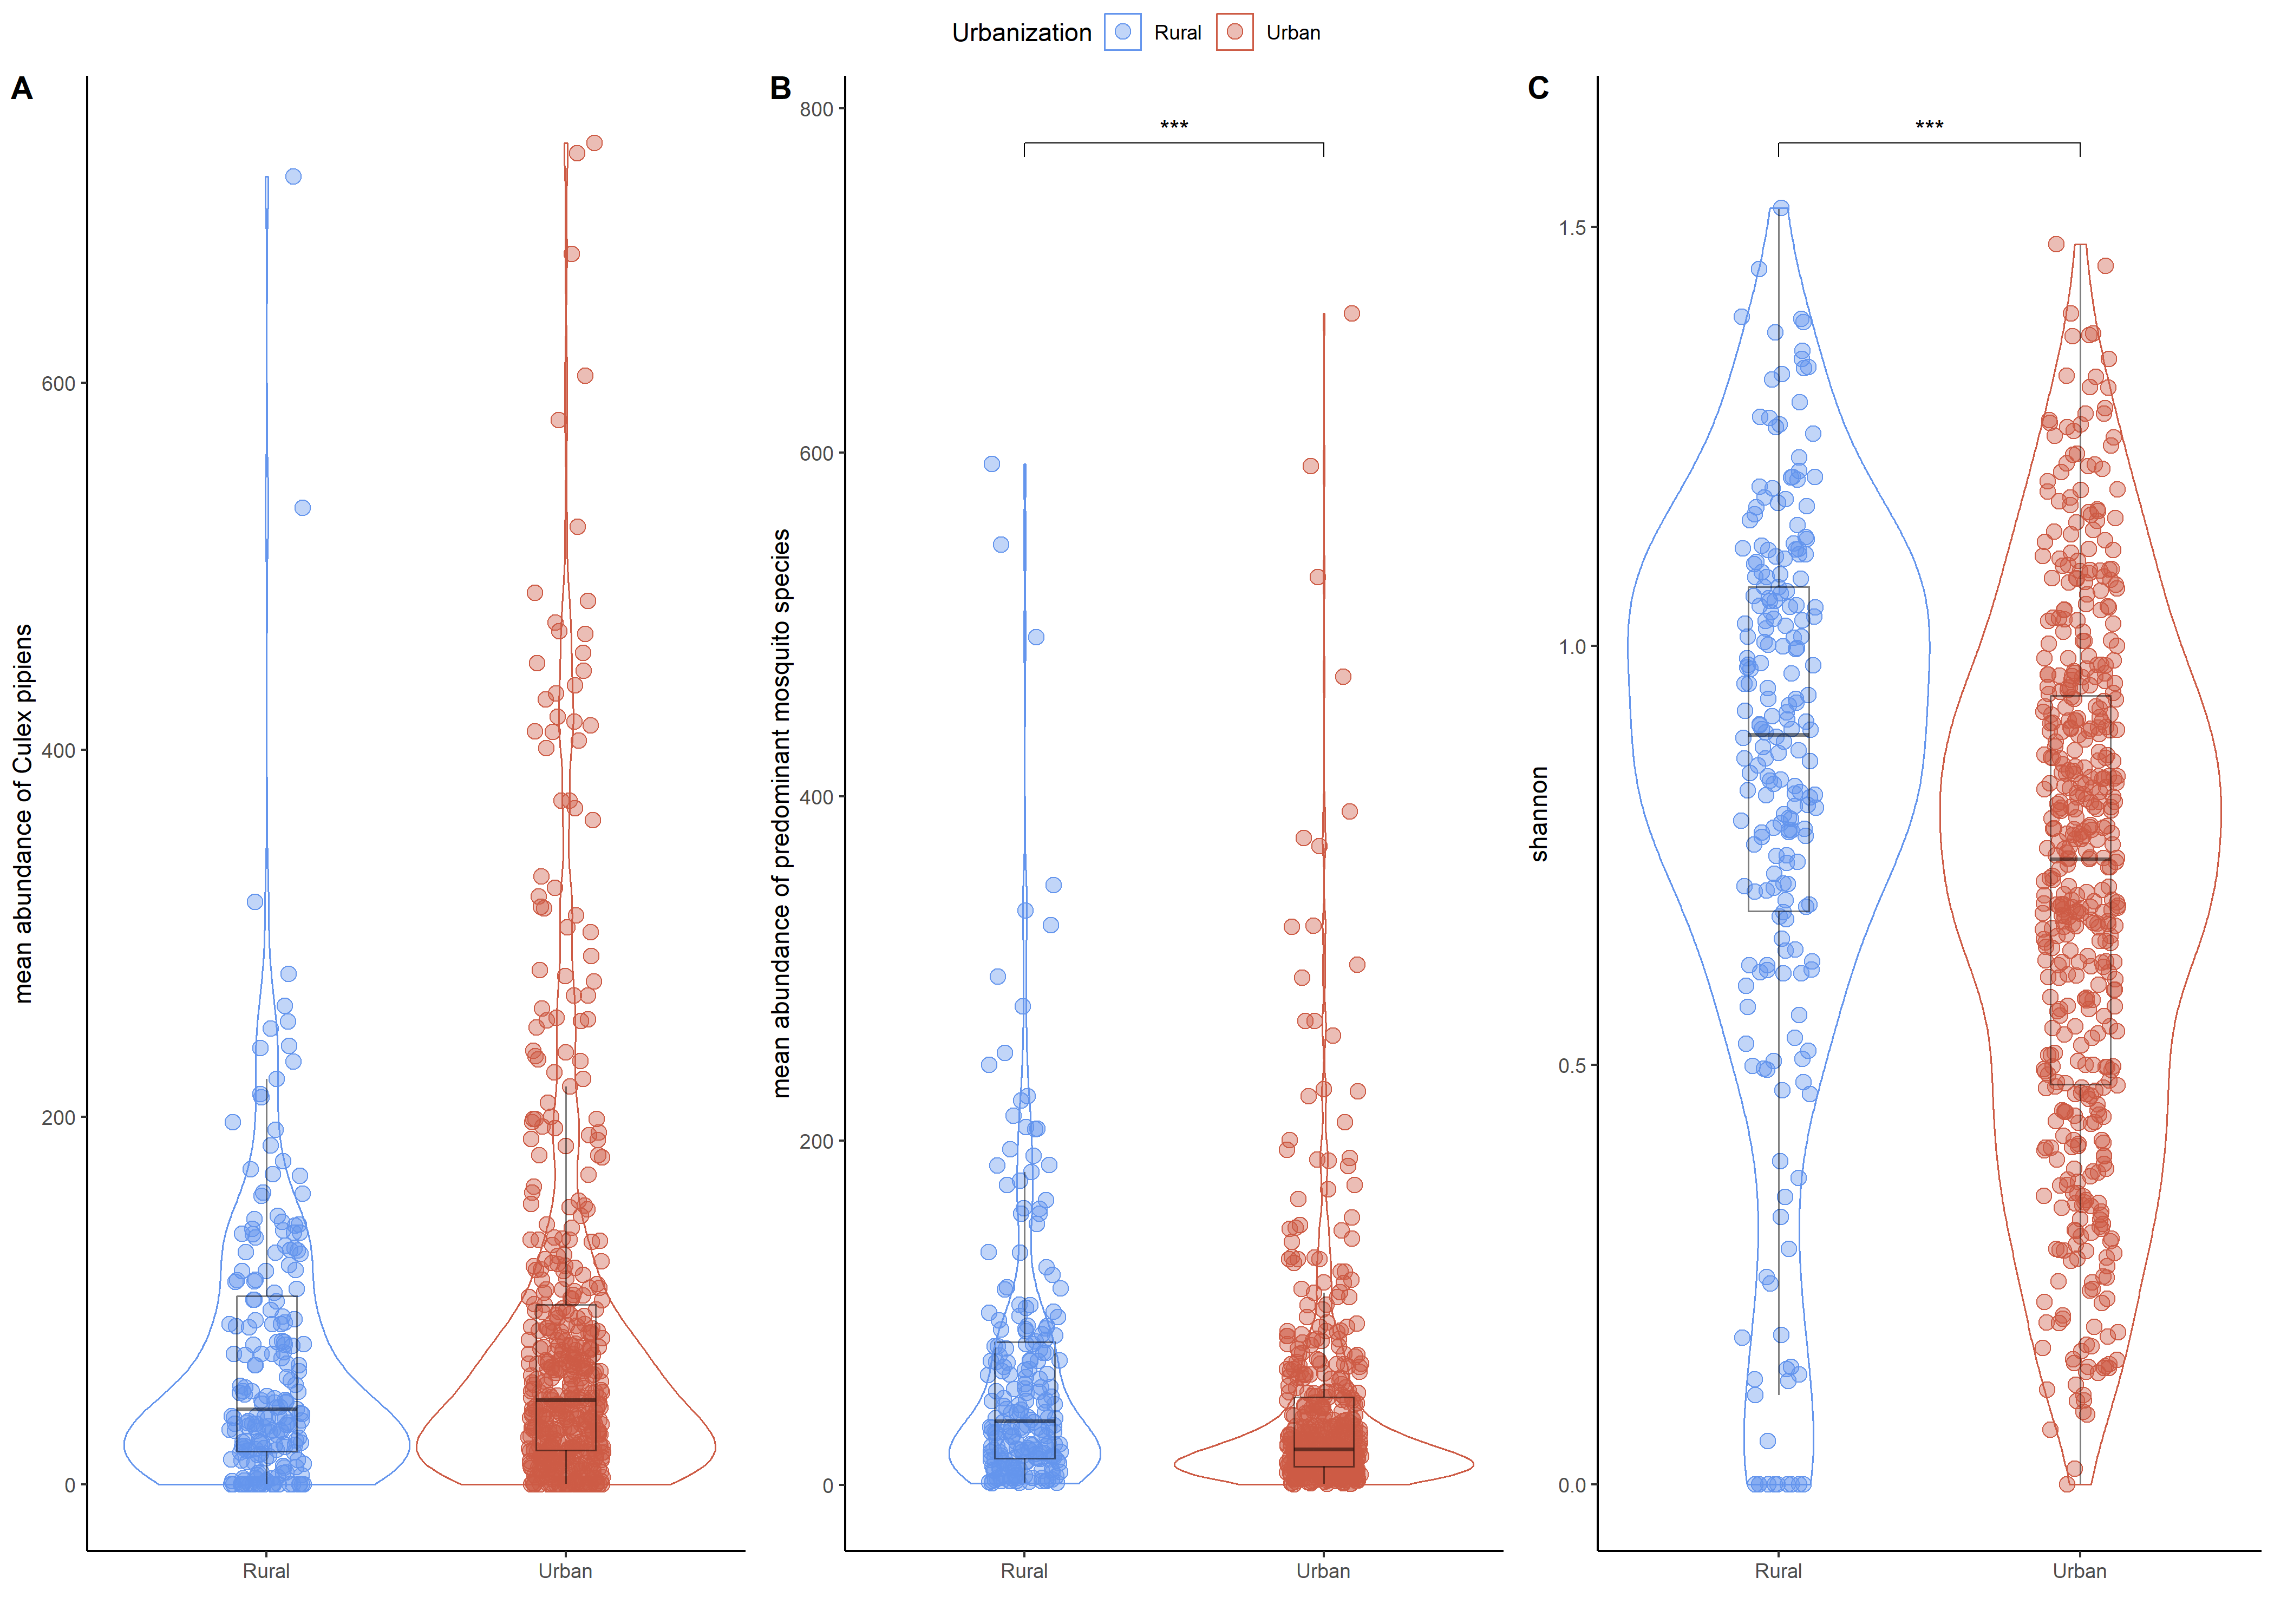 Urbanization Rural Urban
A
mean abundance of Culex pipiens
600
400
200
0
Rural Urban
B
mean abundance of predominant mosquito species
800
600
400
200
0
***
Rural Urban
C
shannon
1.5
1.0
0.5
0.0
***
Rural Urban